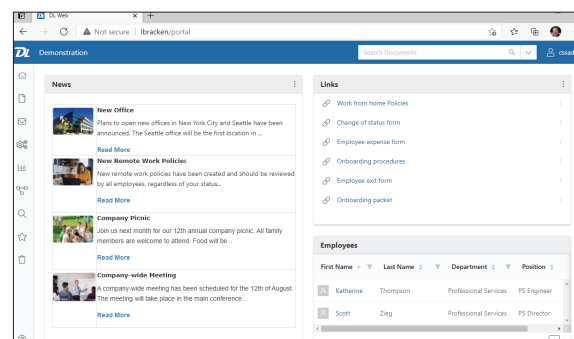 DL Web
Not secure | lbracken/portal
DL
Demonstration
Search Documents
cssad
News
New Office
Plans to open new offices in New York City and Seattle have been
announced. The Seattle office will be the first location in ...
Read More
New Remote Work Policies
New remote work policies have been created and should be reviewed
by all employees, regardless of your status...
Read More
Company Picnic
Join us next month for our 12th annual company picnic. All family
members are welcome to attend. Food will be...
Read More
Company-wide Meeting
A company-wide meeting has been scheduled for the 12th of August.
The meeting will take place in the main conference...
Read More
Links
Work from home Policies
Change of status form
Employee expense form
Onboarding procedures
Employee exit form
Onboarding packet
Employees
First Name Last Name Department Position
Katherine Thompson Professional Services PS Engineer
Scott Zieg Professional Services PS Director